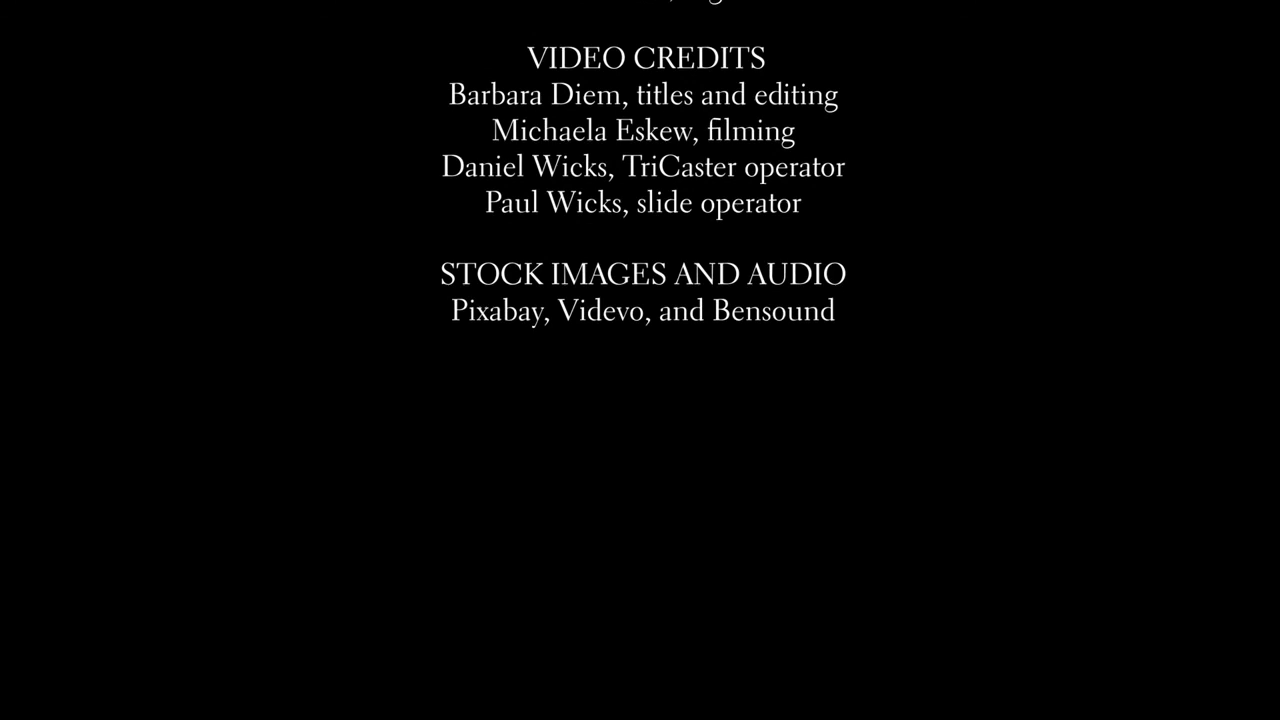 VIDEO CREDITS
Barbara Diem, titles and editing
Michaela Eskew, filming
Daniel Wicks, TriCaster operator
Paul Wicks, slide operator
STOCK IMAGES AND AUDIO
Pixabay, Videvo, and Bensound